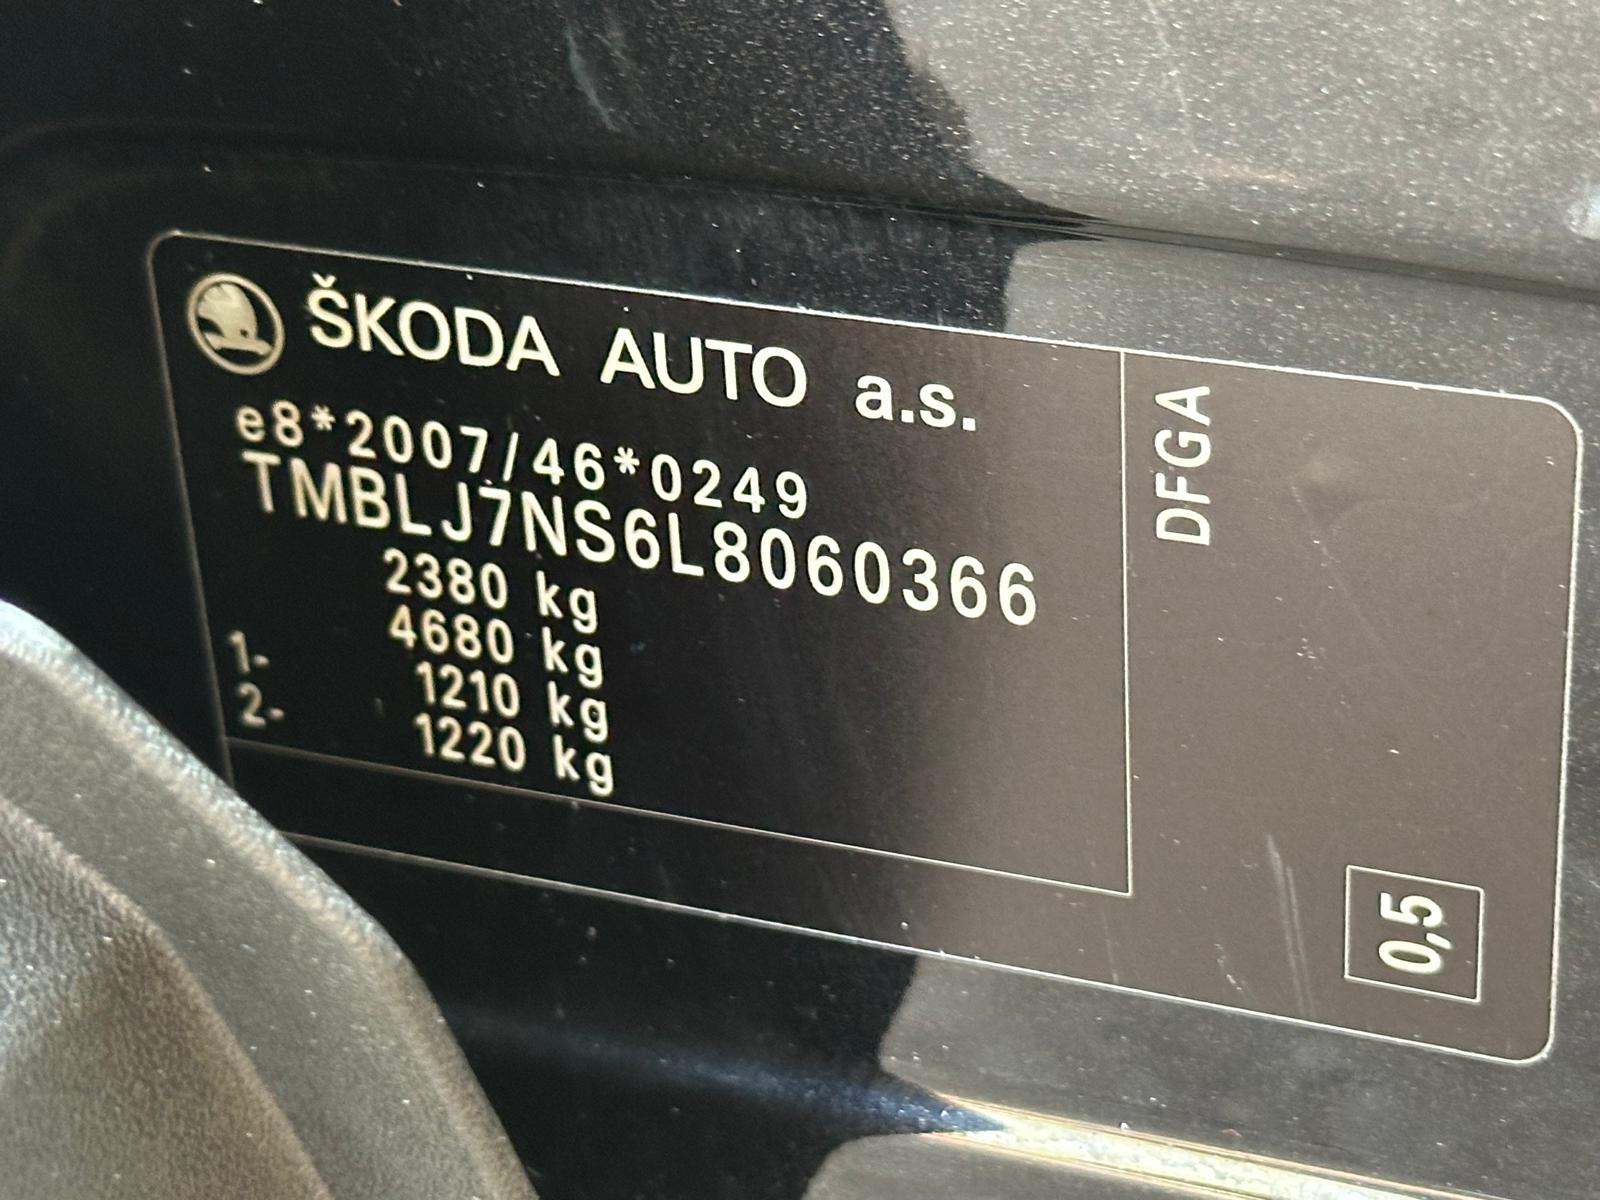 ŠKODA AUTO a.s.
e8*2007/46*0249
TMBLJ7NS6L8060366
2380 kg
4680 kg
1- 1210 kg
2- 1220 kg
DFGA
0,5